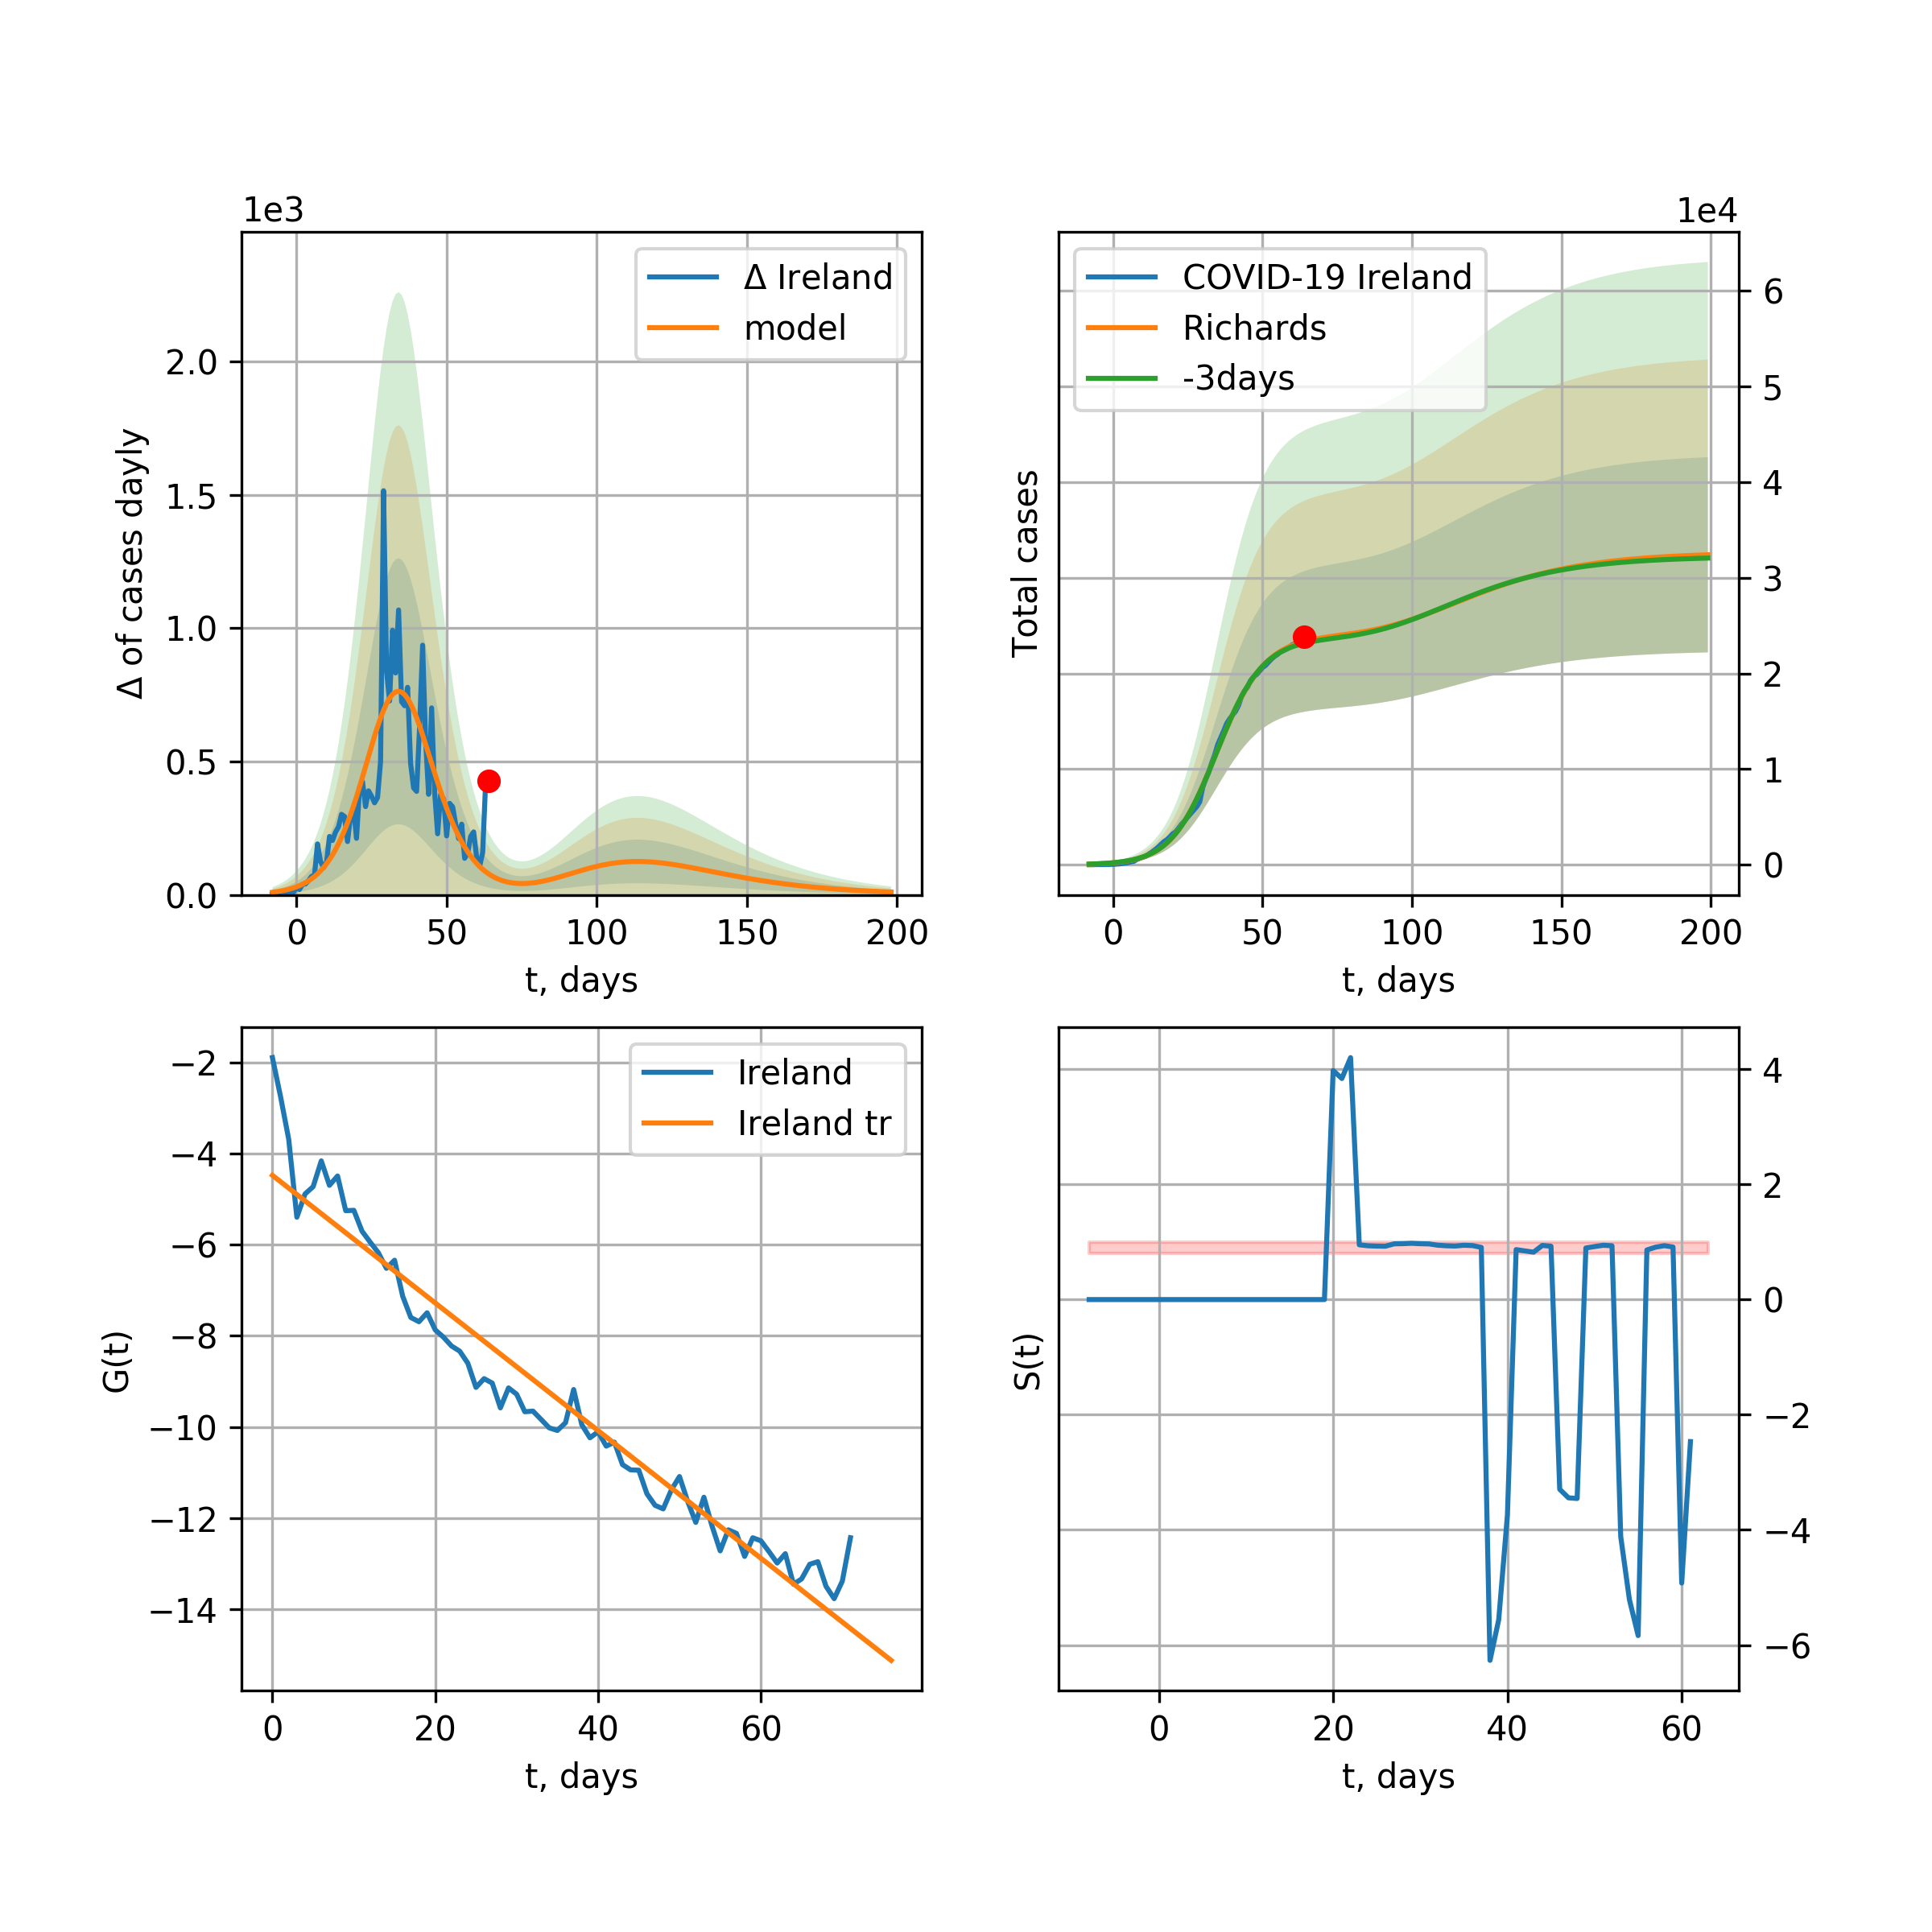 1e3
Δ of cases dayly
2.0
1.5
1.0
0.5
0.0
Δ Ireland
model
0 50 100 150 200
t, days
1e4
Total cases
COVID-19 Ireland
Richards
-3days
6
5
4
3
2
1
0
0 50 100 150 200
t, days
G(t)
−2
−4
−6
−8
−10
−12
−14
Ireland
Ireland tr
0 20 40 60
t, days
S(t)
4
2
0
−2
−4
−6
0 20 40 60
t, days